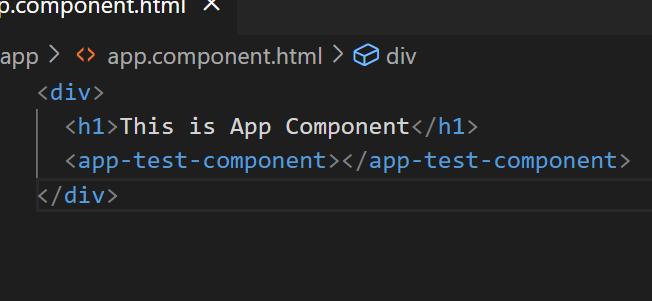 p.component.html ×
app > <> app.component.html > div
<div>
<h1>This is App Component</h1>
<app-test-component></app-test-component>
</div>